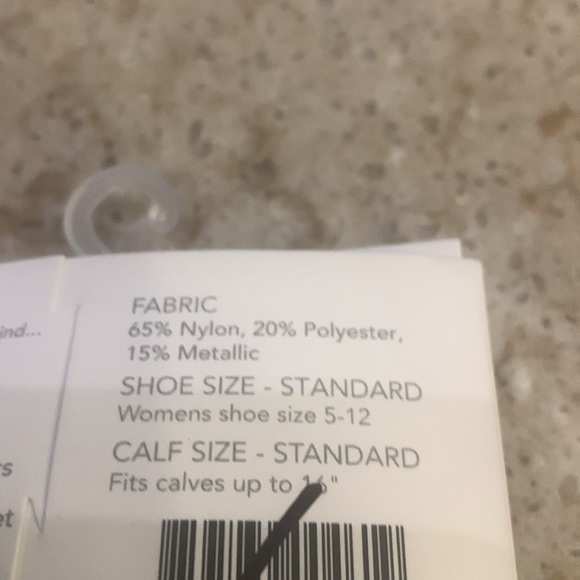 FABRIC
65% Nylon, 20% Polyester,
15% Metallic
SHOE SIZE - STANDARD
Womens shoe size 5-12
CALF SIZE - STANDARD
Fits calves up to 16"